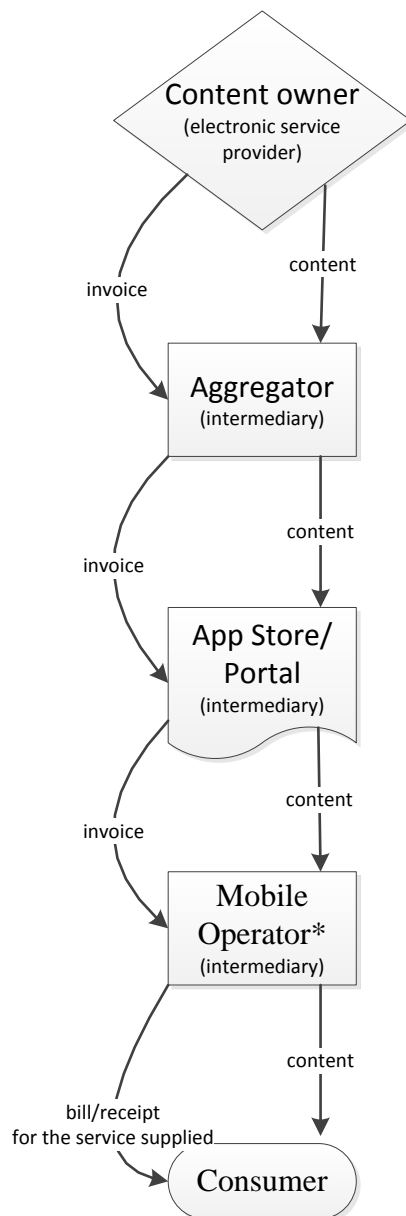 Content owner
(electronic service
provider)
content
invoice
Aggregator
(intermediary)
content
invoice
App Store/
Portal
(intermediary)
content
invoice
Mobile
Operator*
(intermediary)
content
bill/receipt
for the service supplied
Consumer